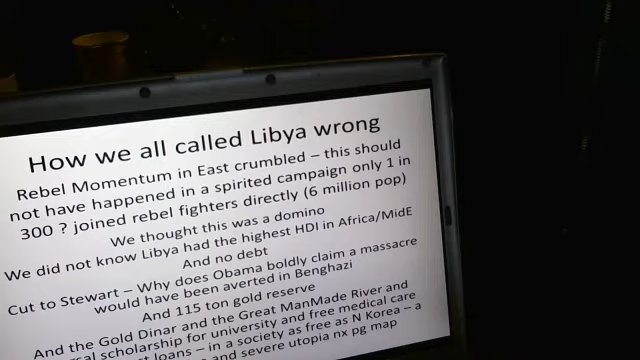 How we all called Libya wrong
Rebel Momentum in East crumbled – this should
not have happened in a spirited campaign only 1 in
300 ? joined rebel fighters directly (6 million pop)
We thought this was a domino
We did not know Libya had the highest HDI in Africa/MidE
And no debt
Cut to Stewart – Why does Obama boldly claim a massacre
would have been averted in Benghazi
And 115 ton gold reserve
And the Gold Dinar and the Great ManMade River and
scholarship for university and free medical care
loans – in a society as free as N Korea – a
and severe utopia nx pg map